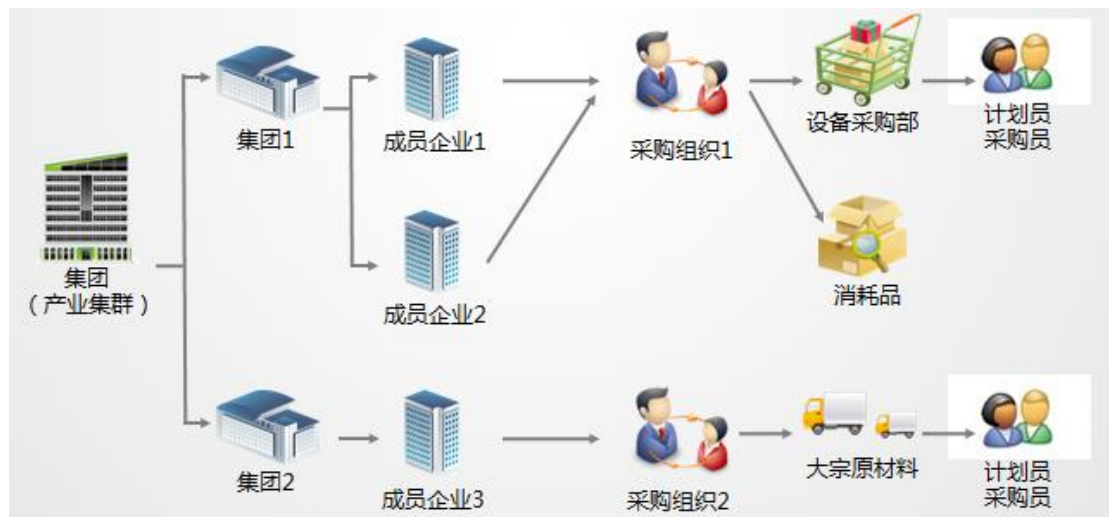 集团1
成员企业1
采购组织1
设备采购部
计划员
采购员
集团
（产业集群）
成员企业2
消耗品
集团2
成员企业3
采购组织2
大宗原材料
计划员
采购员